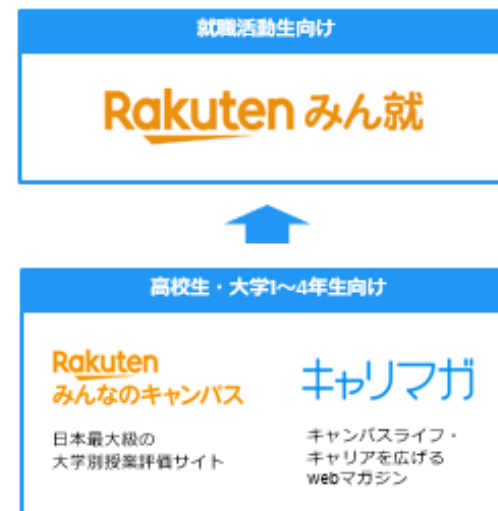 就職活動生向け
Rakuten みん就
高校生・大学1〜4年生向け
Rakuten
みんなのキャンパス
日本最大級の
大学別授業評価サイト
キャリマガ
キャンパスライフ・
キャリアを広げる
webマガジン